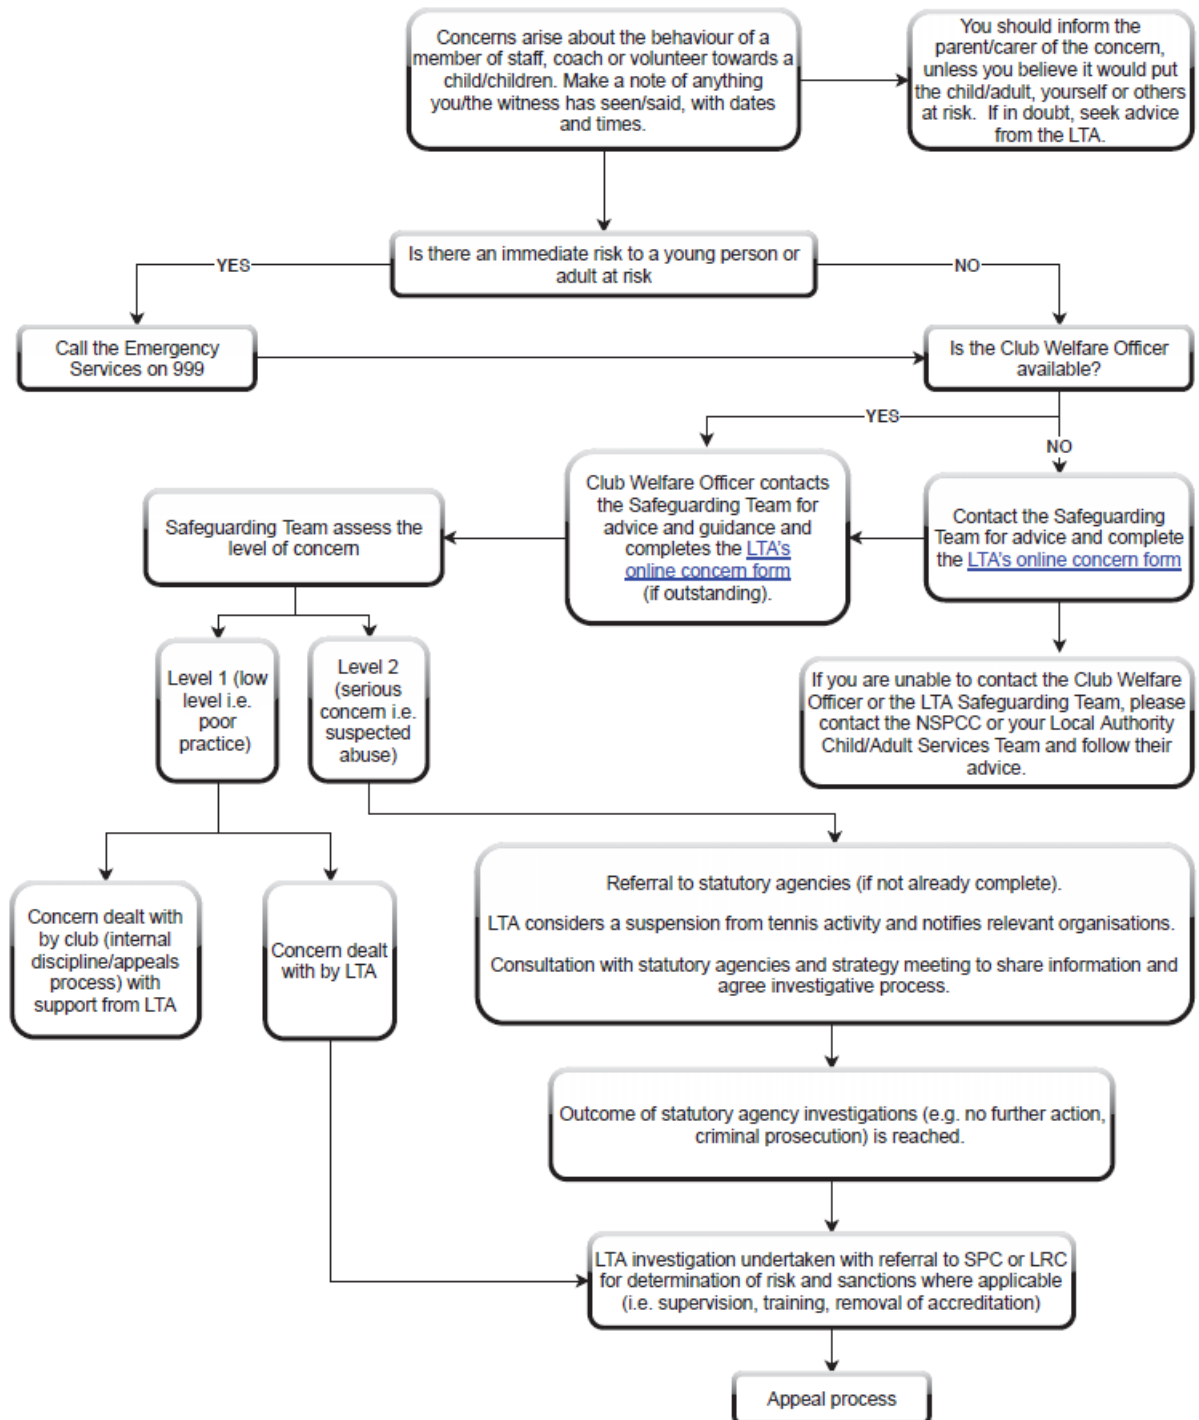 Concerns arise about the behaviour of a
member of staff, coach or volunteer towards a
child/children. Make a note of anything
you/the witness has seen/said, with dates
and times.
You should inform the
parent/carer of the concern,
unless you believe it would put
the child/adult, yourself or others
at risk.  If in doubt, seek advice
from the LTA.
Is there an immediate risk to a young person or
adult at risk
YES
NO
Call the Emergency
Services on 999
Is the Club Welfare Officer
available?
YES
NO
Club Welfare Officer contacts
the Safeguarding Team for
advice and guidance and
completes the LTA's
online concern form
(if outstanding).
Contact the Safeguarding
Team for advice and complete
the LTA's online concern form
Safeguarding Team assess the
level of concern
Level 1 (low
level i.e.
poor
practice)
Level 2
(serious
concern i.e.
suspected
abuse)
If you are unable to contact the Club Welfare
Officer or the LTA Safeguarding Team, please
contact the NSPCC or your Local Authority
Child/Adult Services Team and follow their
advice.
Concern dealt with
by club (internal
discipline/appeals
process) with
support from LTA
Concern dealt
with by LTA
Referral to statutory agencies (if not already complete).
LTA considers a suspension from tennis activity and notifies relevant organisations.
Consultation with statutory agencies and strategy meeting to share information and
agree investigative process.
Outcome of statutory agency investigations (e.g. no further action,
criminal prosecution) is reached.
LTA investigation undertaken with referral to SPC or LRC
for determination of risk and sanctions where applicable
(i.e. supervision, training, removal of accreditation)
Appeal process